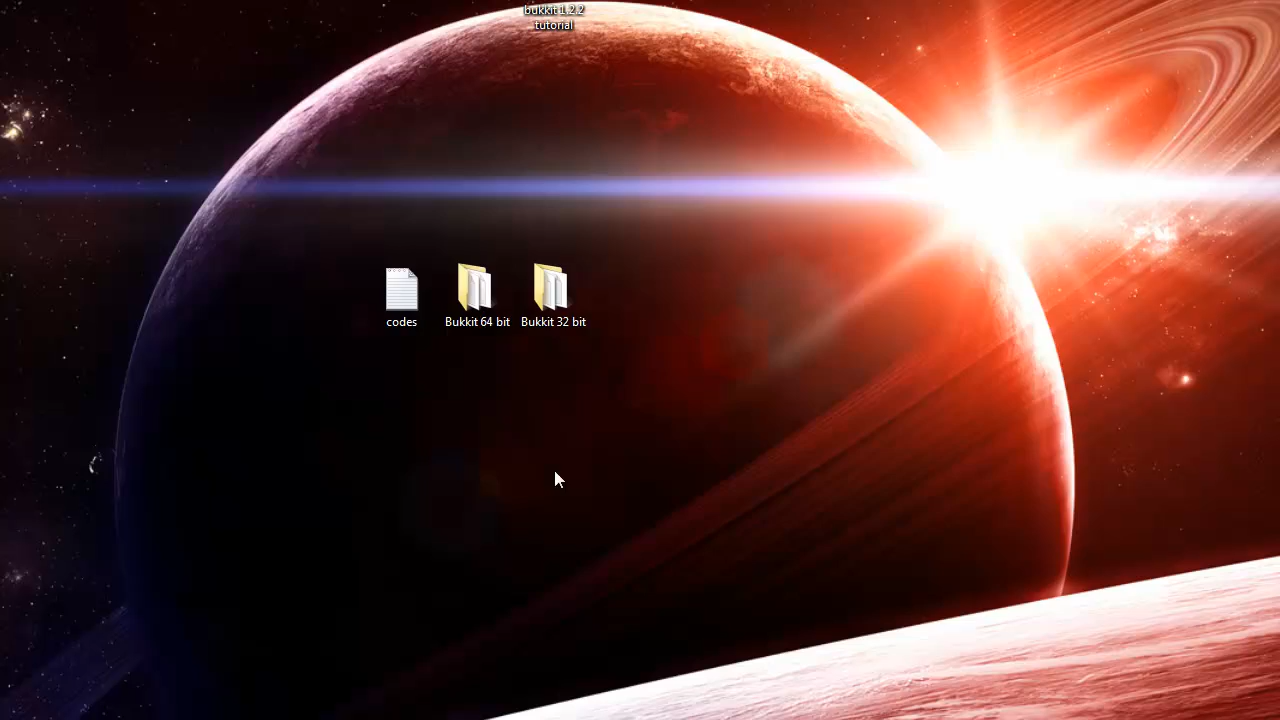 bukkit 1.2.2
tutorial
codes
Bukkit 64 bit
Bukkit 32 bit